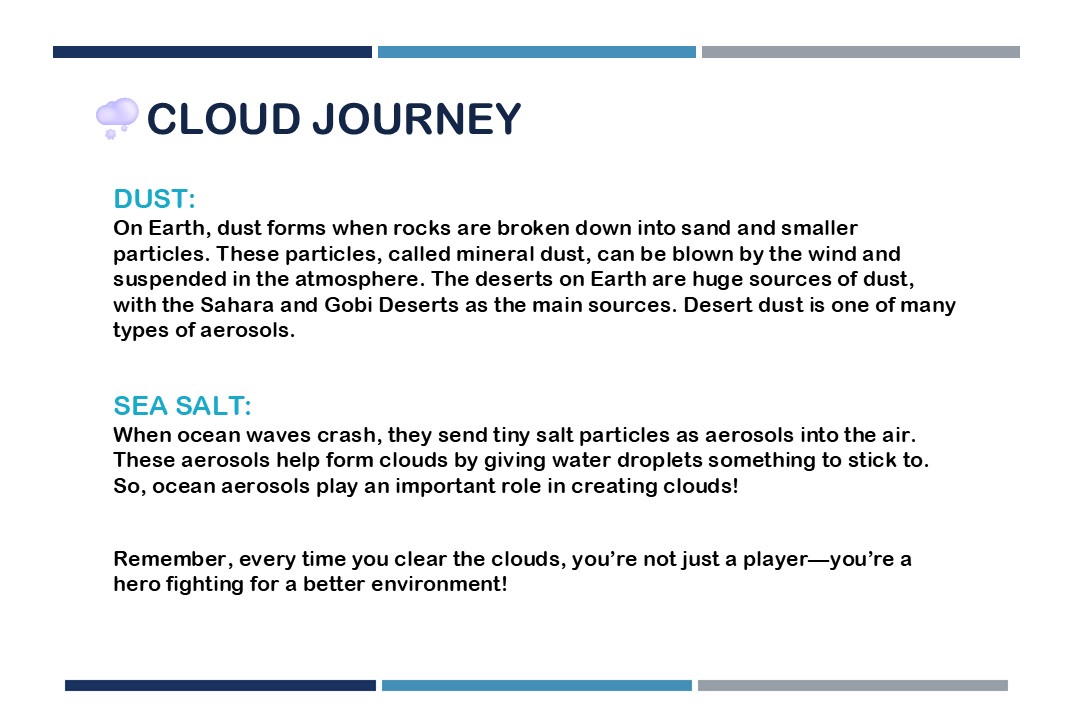 CLOUD JOURNEY
DUST:
On Earth, dust forms when rocks are broken down into sand and smaller
particles. These particles, called mineral dust, can be blown by the wind and
suspended in the atmosphere. The deserts on Earth are huge sources of dust,
with the Sahara and Gobi Deserts as the main sources. Desert dust is one of many
types of aerosols.
SEA SALT:
When ocean waves crash, they send tiny salt particles as aerosols into the air.
These aerosols help form clouds by giving water droplets something to stick to.
So, ocean aerosols play an important role in creating clouds!
Remember, every time you clear the clouds, you’re not just a player—you’re a
hero fighting for a better environment!